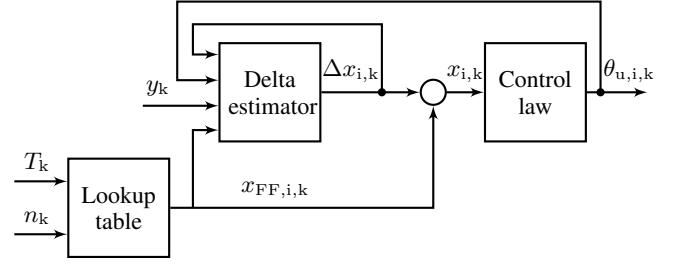 Delta
estimator
Δx_{i,k}
x_{i,k}
Control
law
θ_{u,i,k}
y_k
T_k
n_k
Lookup
table
x_{FF,i,k}